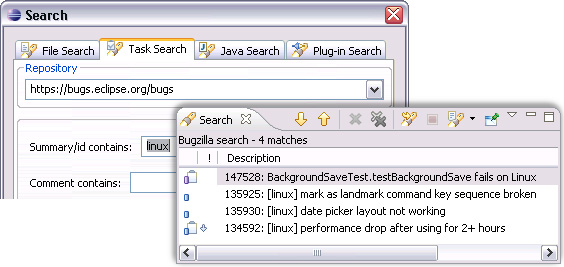 Search
File Search Task Search Java Search Plug-in Search
Repository
https://bugs.eclipse.org/bugs
Summary/id contains: linux
Comment contains:
Search
Bugzilla search - 4 matches
! Description
147528: BackgroundSaveTest.testBackgroundSave fails on Linux
135925: [linux] mark as landmark command key sequence broken
135930: [linux] date picker layout not working
134592: [linux] performance drop after using for 2+ hours